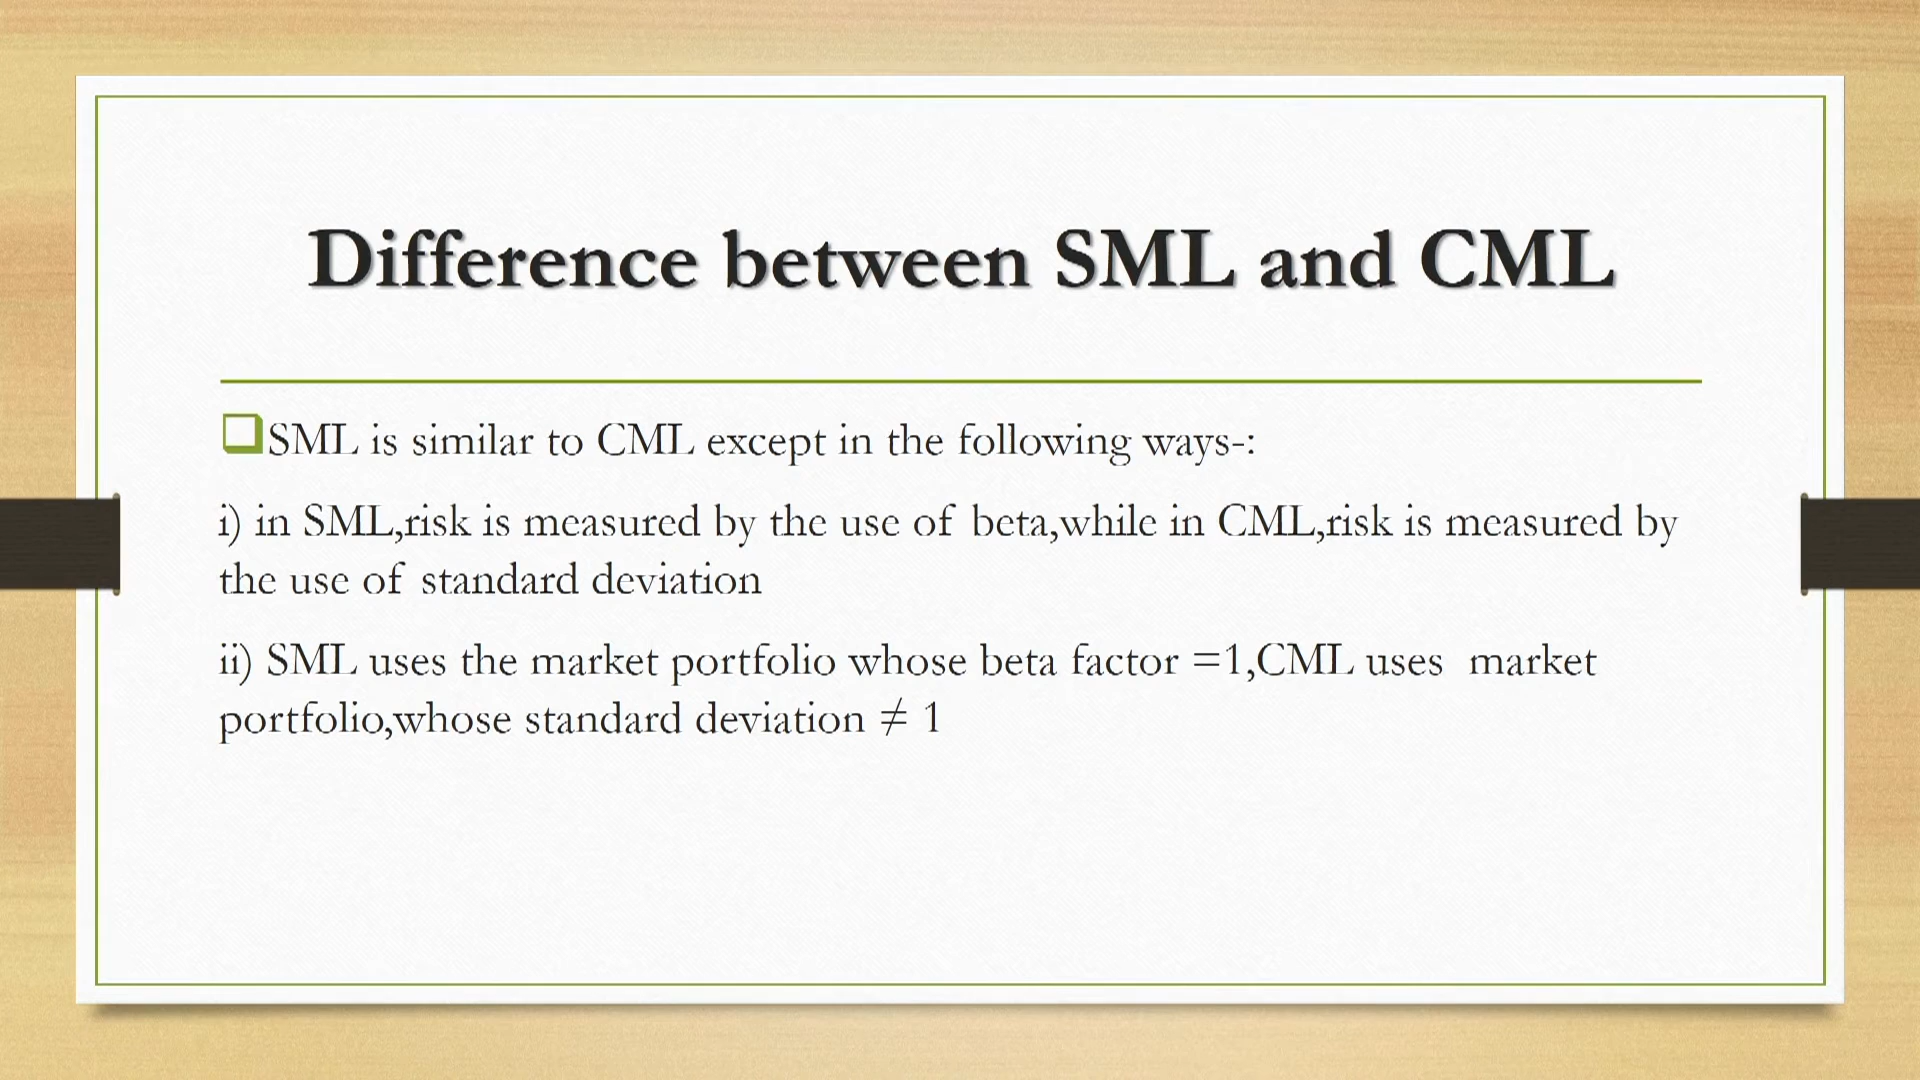 Difference between SML and CML
SML is similar to CML except in the following ways-:
i) in SML,risk is measured by the use of beta,while in CML,risk is measured by
the use of standard deviation
ii) SML uses the market portfolio whose beta factor =1,CML uses market
portfolio,whose standard deviation ≠ 1